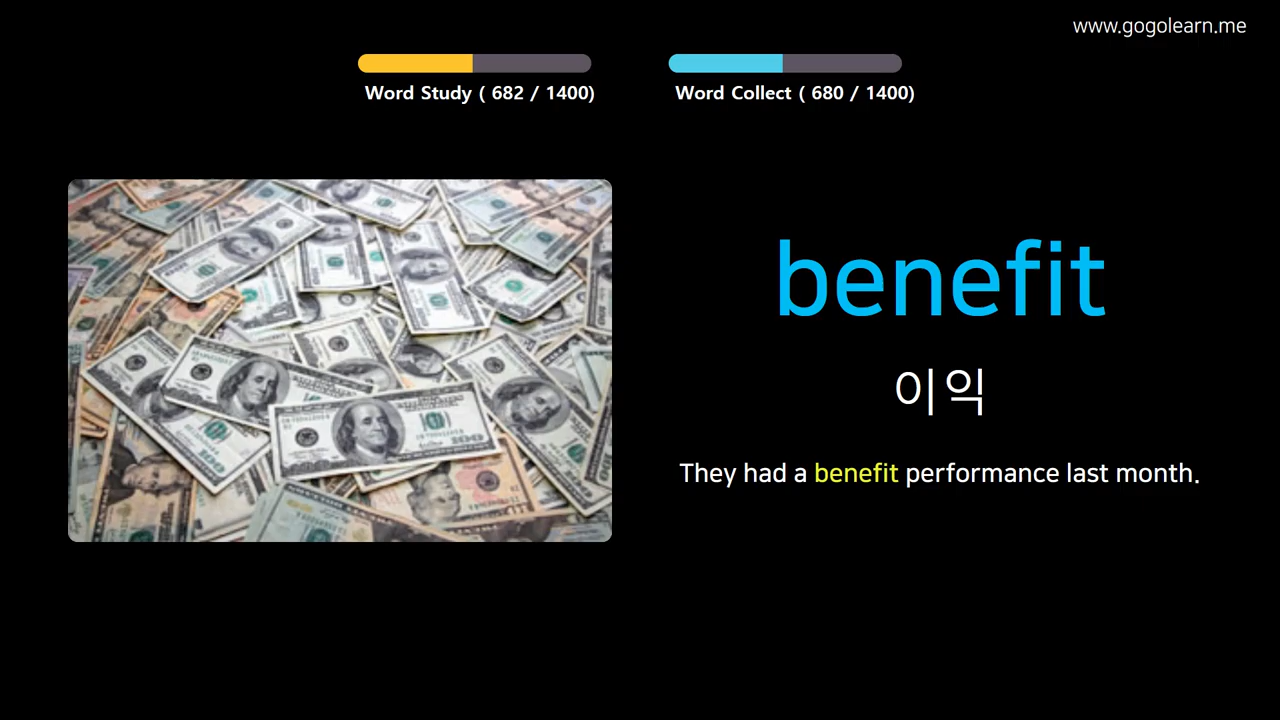 www.gogolearn.me
Word Study ( 682 / 1400)
Word Collect ( 680 / 1400)
benefit
이익
They had a benefit performance last month.
100